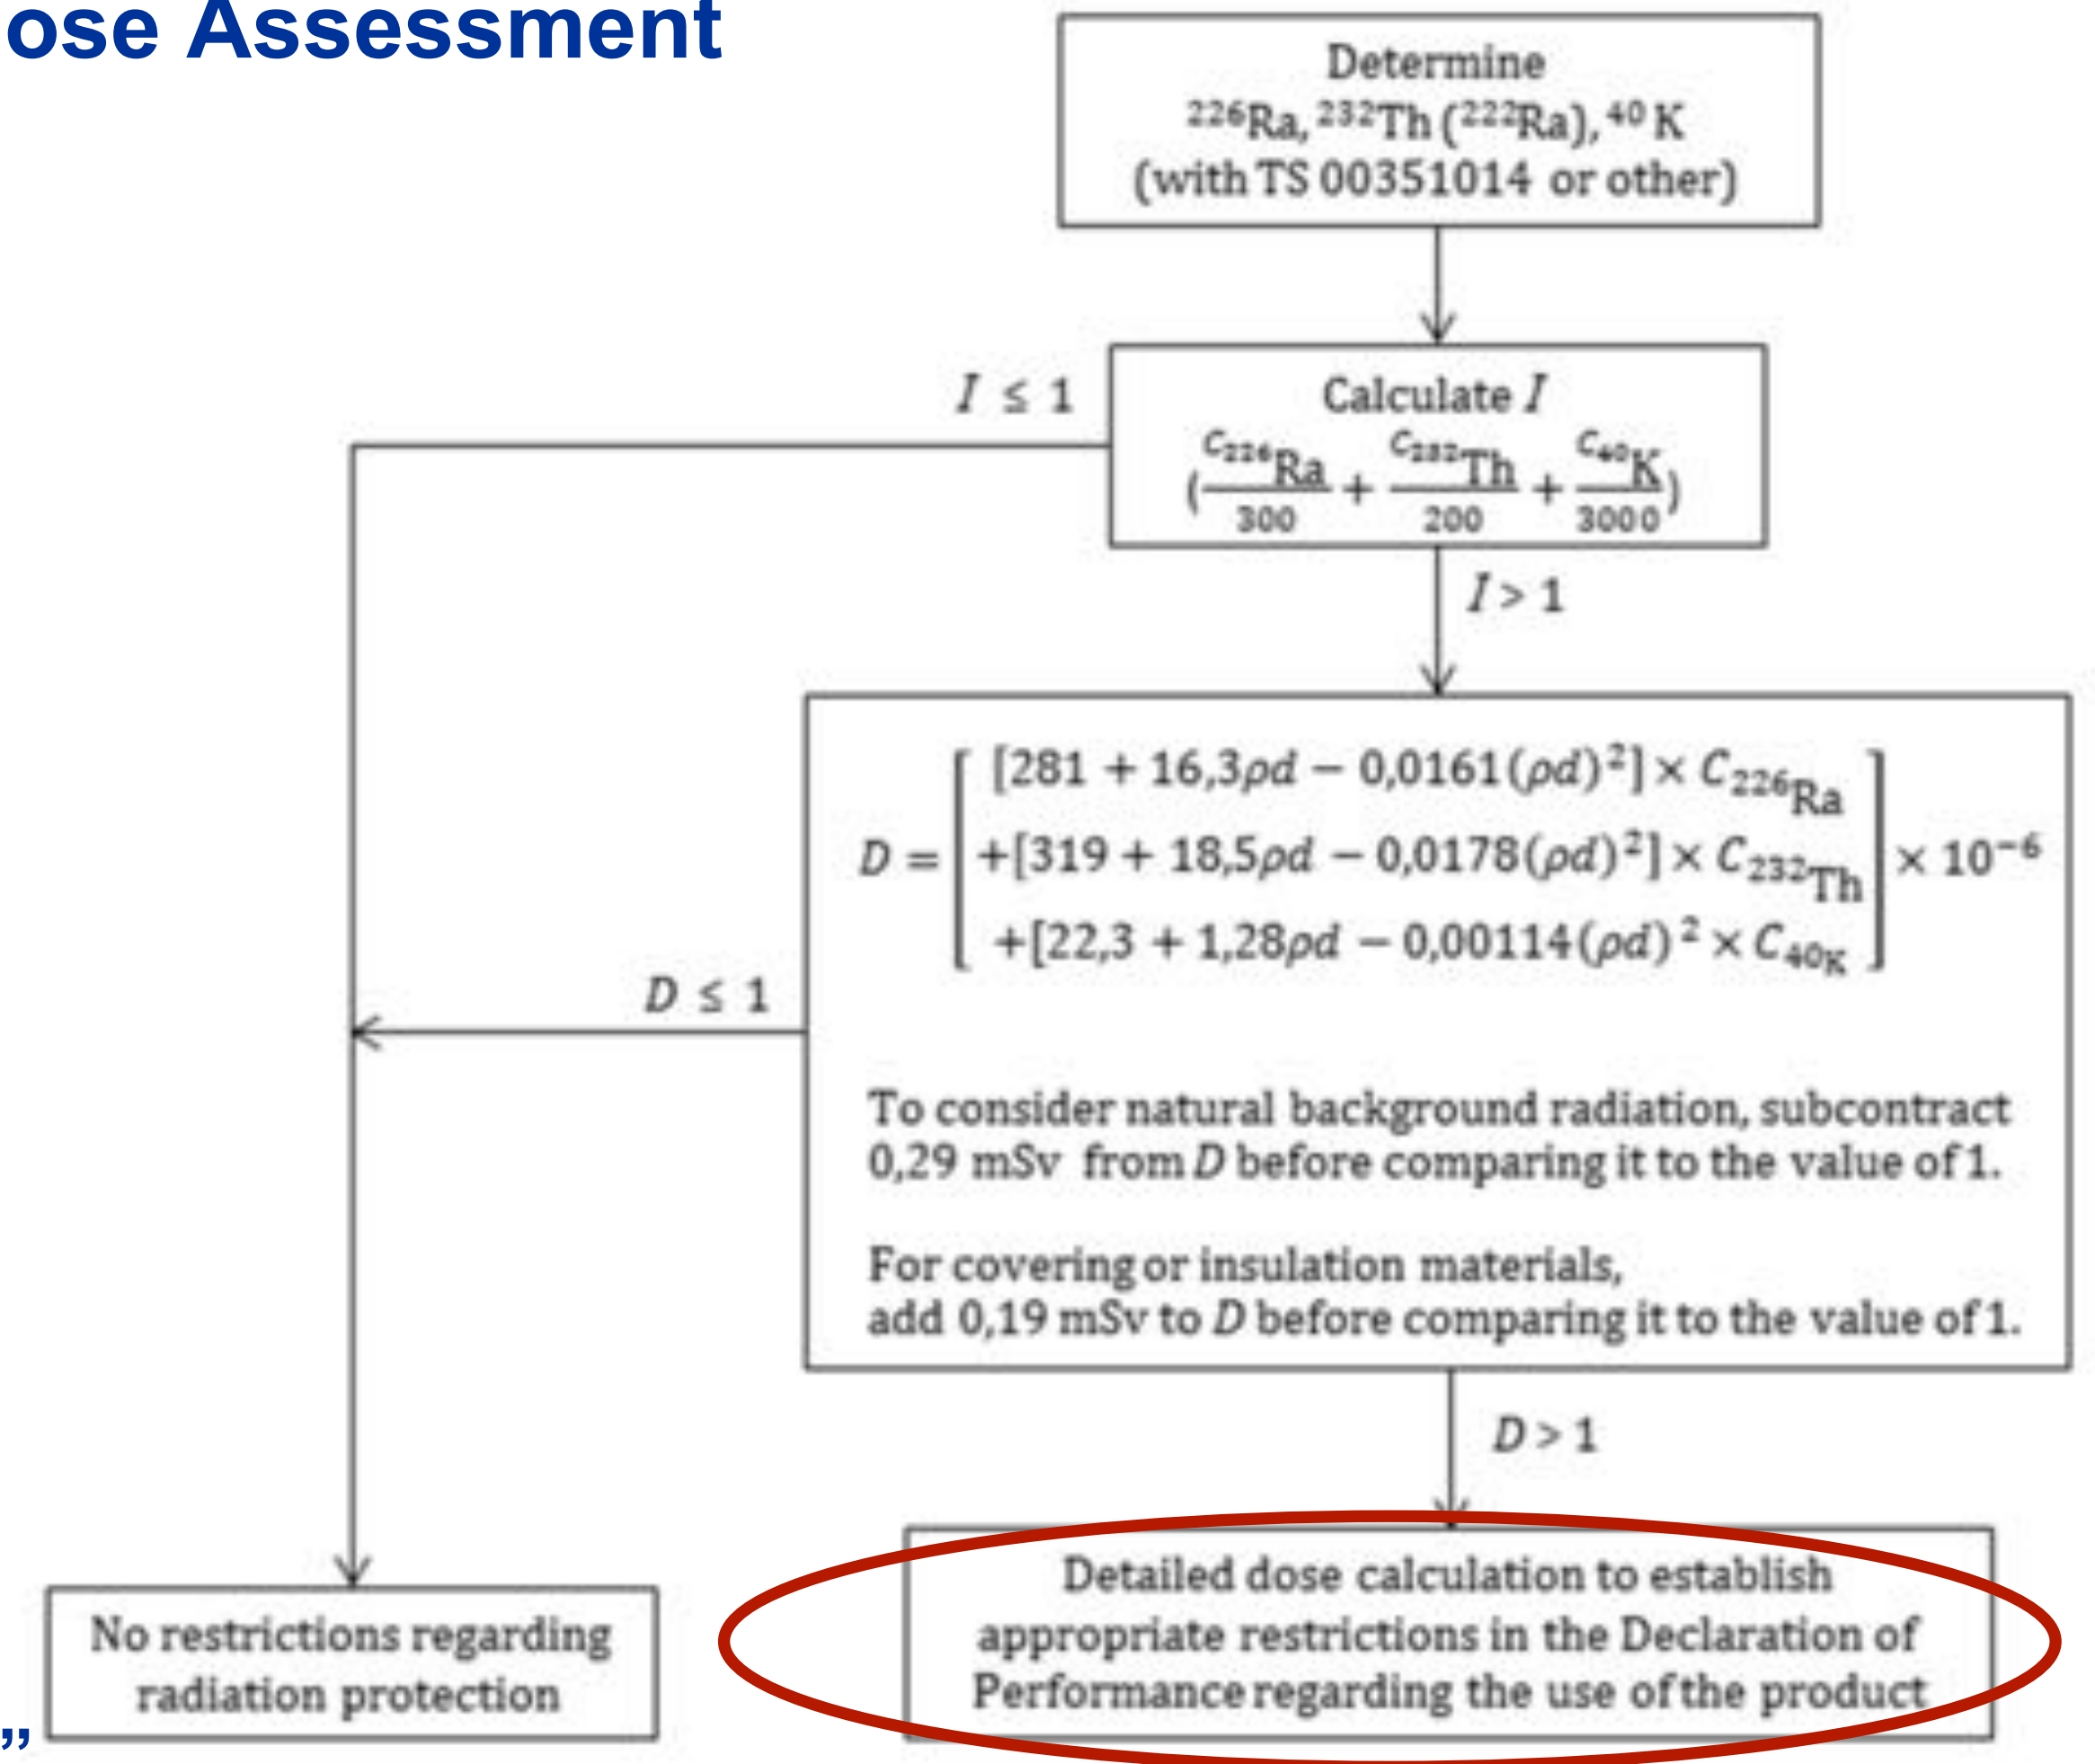 ose Assessment
Determine
²²⁶Ra, ²³²Th (²²²Ra), ⁴⁰ K
(with TS 00351014 or other)
I ≤ 1
Calculate I
(C₂₂₆Ra/300 + C₂₃₂Th/200 + C₄₀K/3000)
I > 1
[281 + 16,3ρd − 0,0161(ρd)²] × C₂₂₆Ra
D = +[319 + 18,5ρd − 0,0178(ρd)²] × C₂₃₂Th × 10⁻⁶
+[22,3 + 1,28ρd − 0,00114(ρd)² × C₄₀K
D ≤ 1
To consider natural background radiation, subcontract
0,29 mSv from D before comparing it to the value of 1.
For covering or insulation materials,
add 0,19 mSv to D before comparing it to the value of 1.
D > 1
Detailed dose calculation to establish
appropriate restrictions in the Declaration of
Performance regarding the use of the product
No restrictions regarding
radiation protection
”